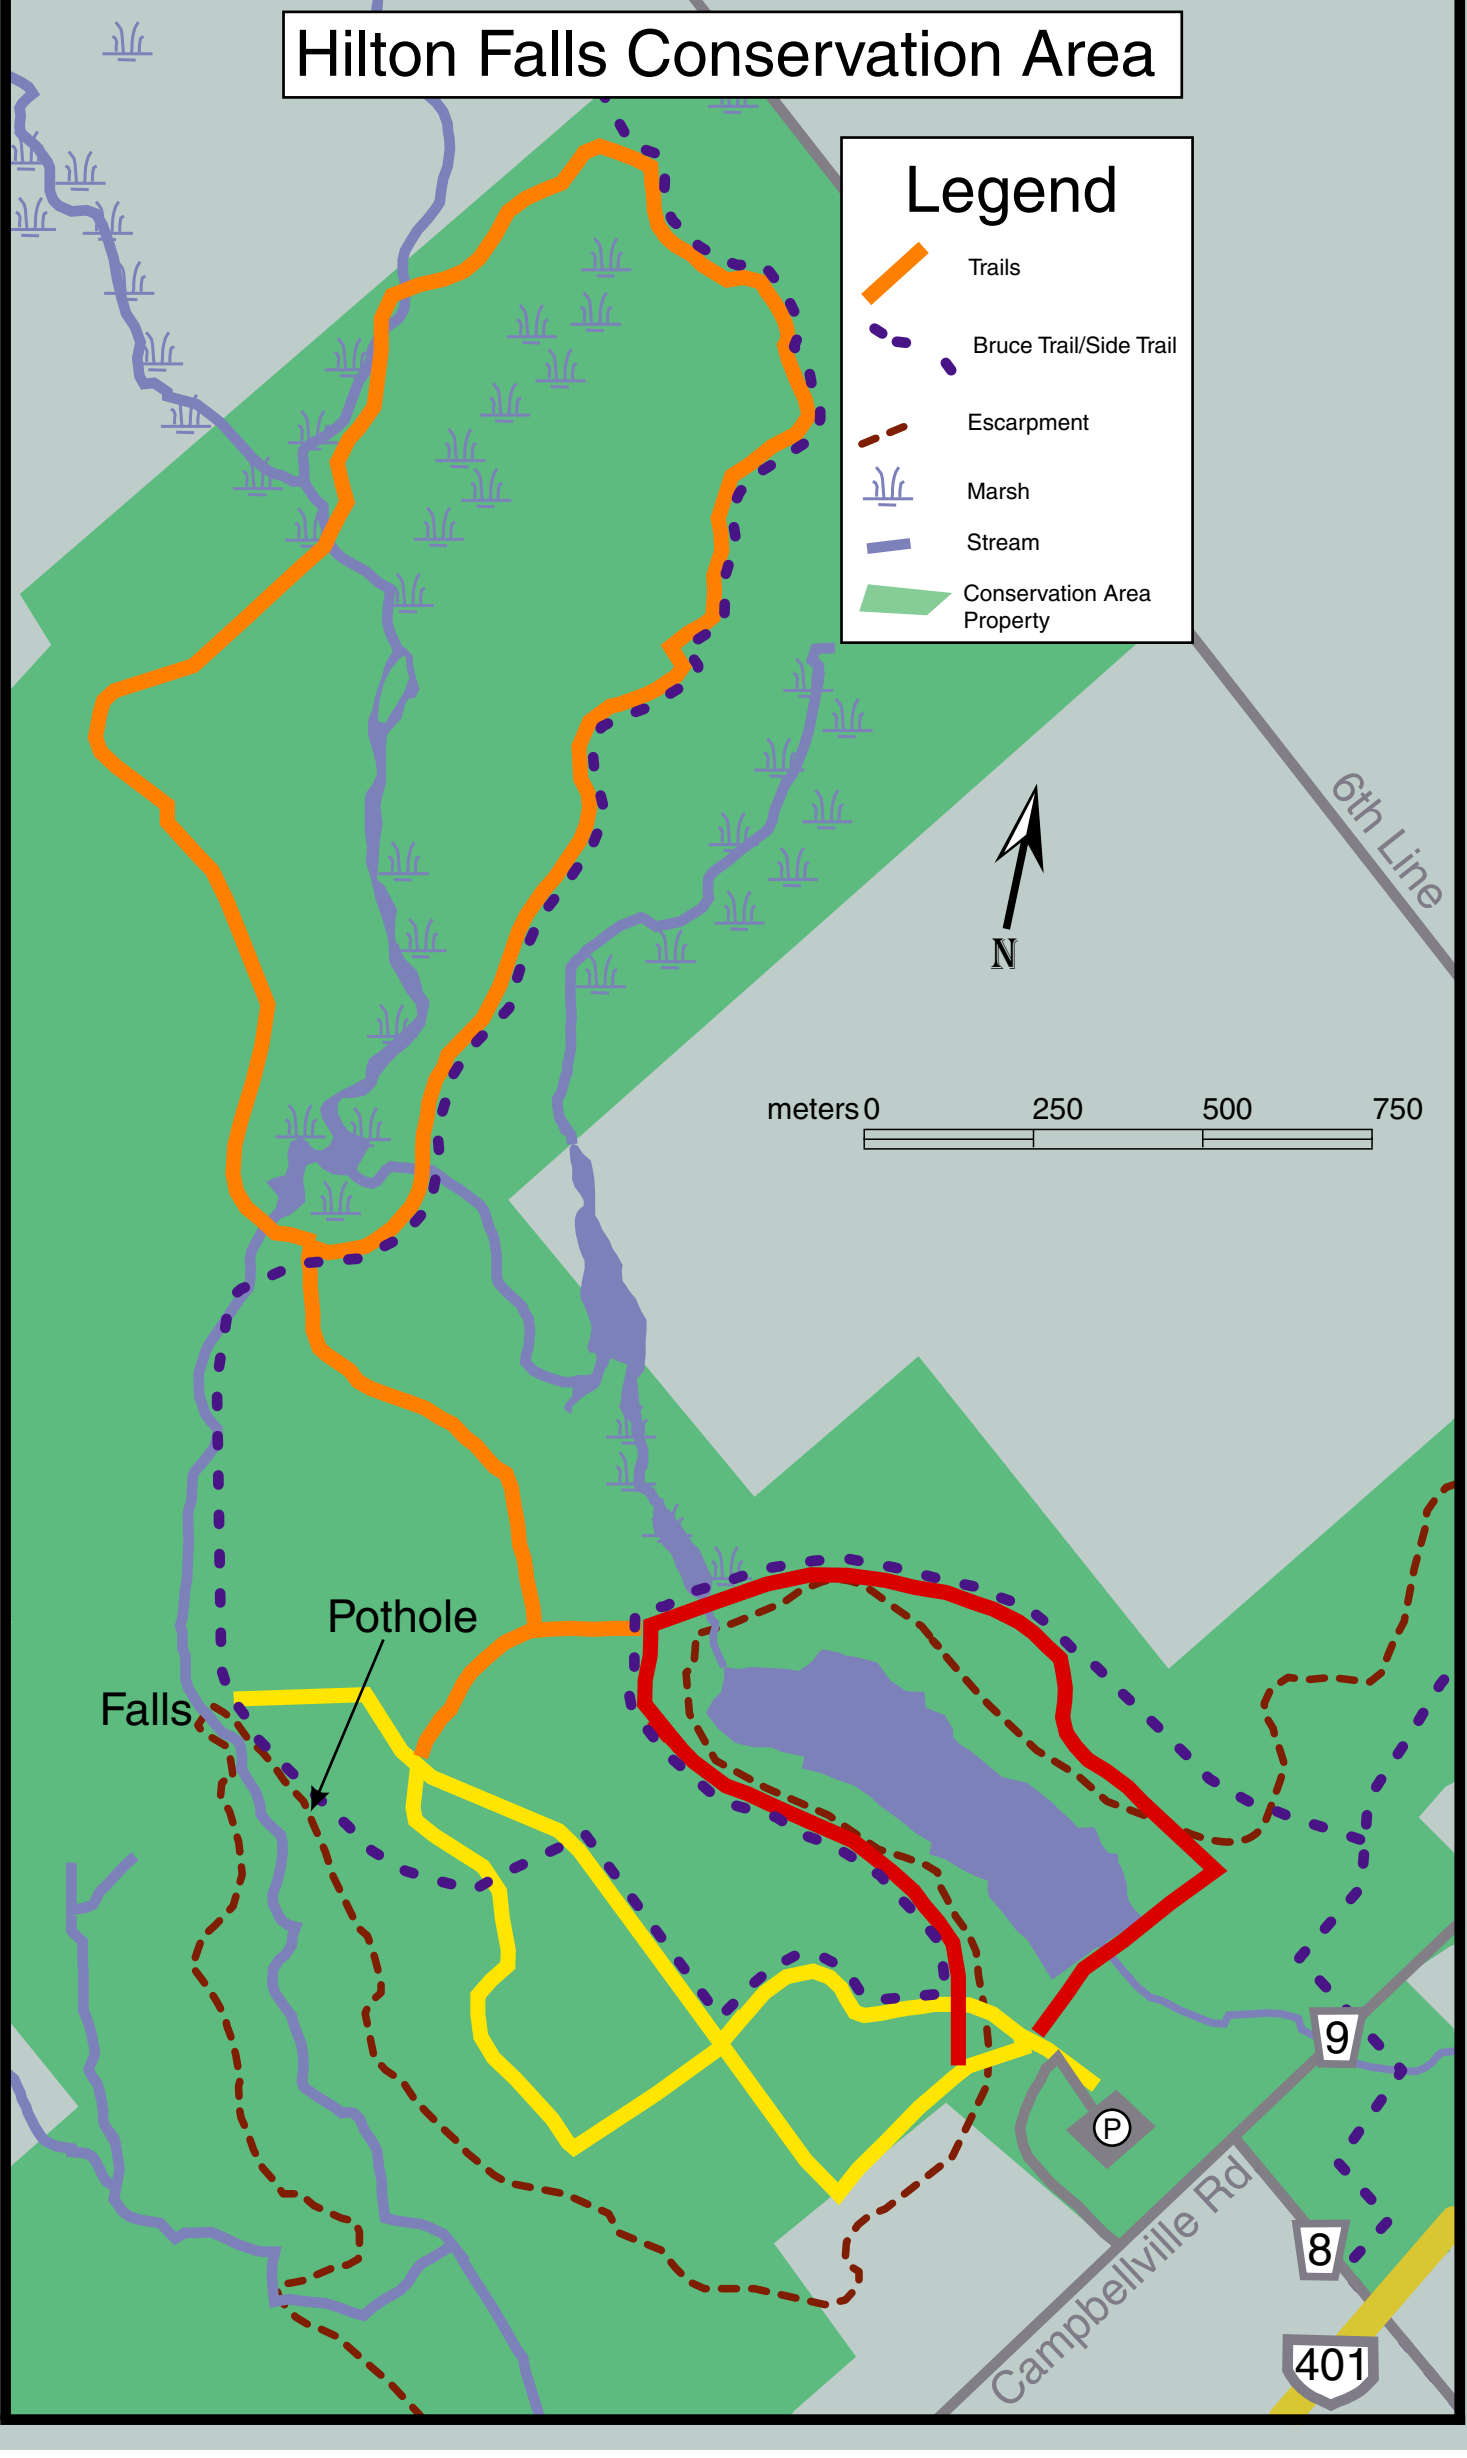 Hilton Falls Conservation Area
Legend
Trails
Bruce Trail/Side Trail
Escarpment
Marsh
Stream
Conservation Area
Property
6th Line
N
meters 0 250 500 750
Pothole
Falls
9
P
Campbellville Rd
8
401